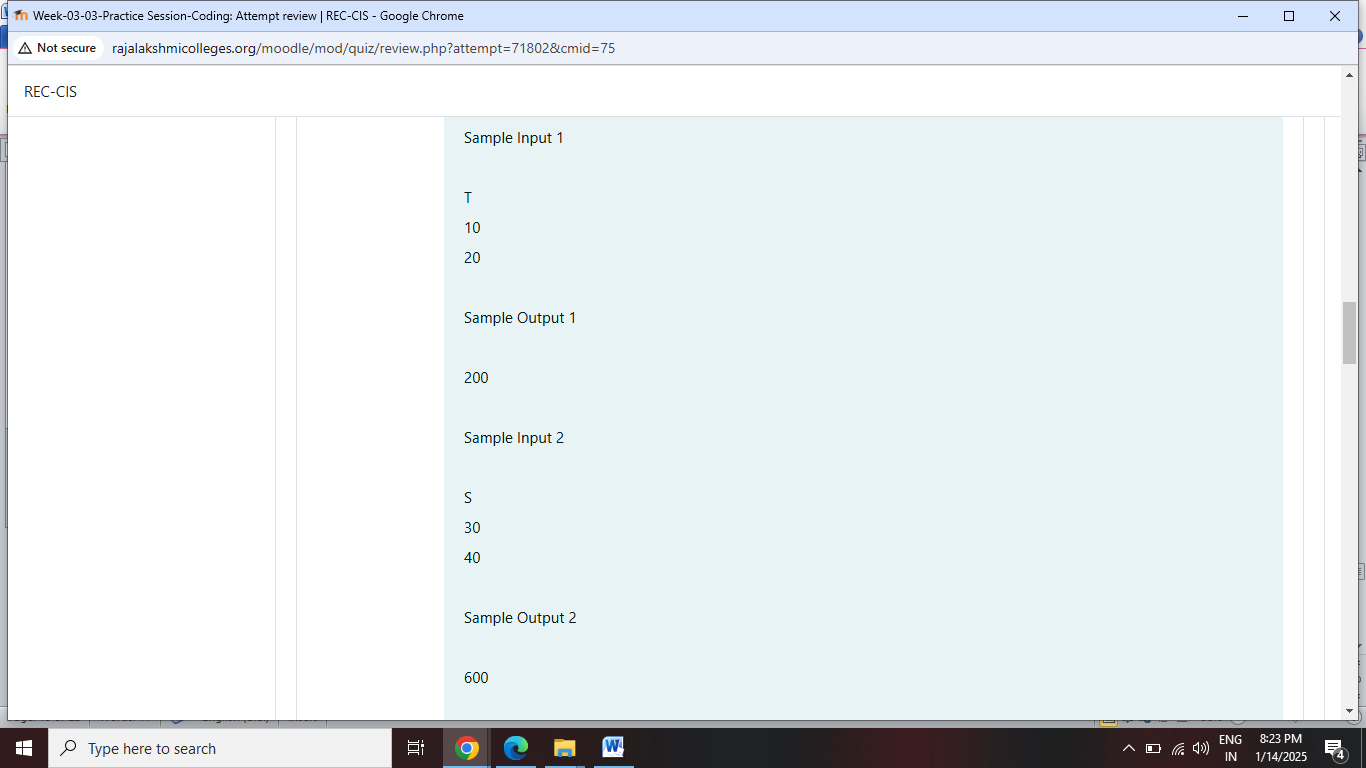 Week-03-03-Practice Session-Coding: Attempt review | REC-CIS - Google Chrome
Not secure
rajalakshmicolleges.org/moodle/mod/quiz/review.php?attempt=71802&cmid=75
REC-CIS
Sample Input 1
T
10
20
Sample Output 1
200
Sample Input 2
S
30
40
Sample Output 2
600
Type here to search
ENG
IN
8:23 PM
1/14/2025
4